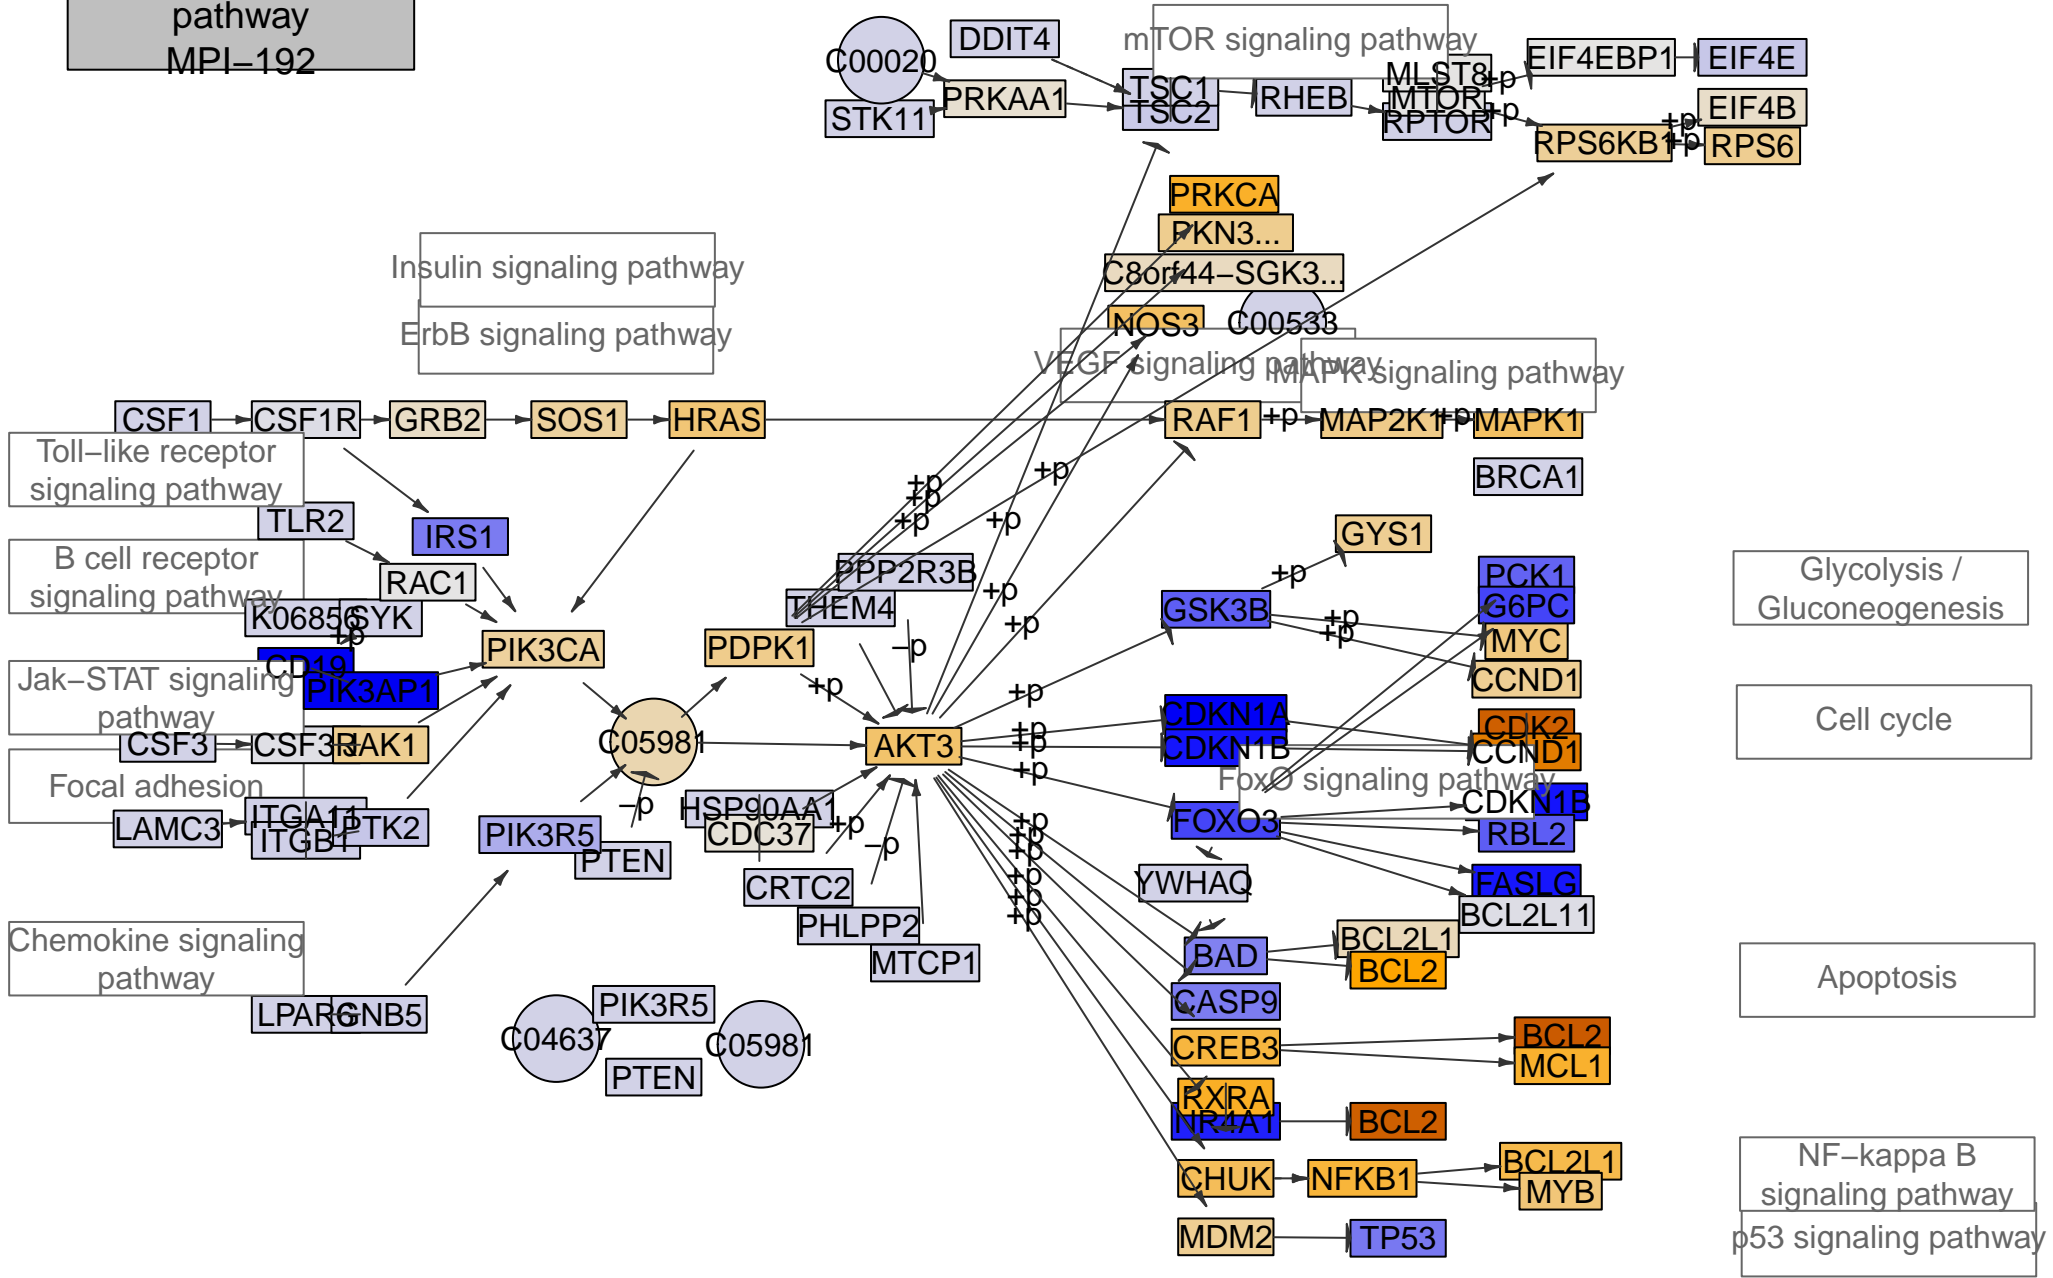 pathway
MPI−192
C00020
DDIT4
STK11
PRKAA1
TSC1
TSC2
mTOR signaling pathway
RHEB
MLST8
MTOR
RPTOR
+p
+p
EIF4EBP1
EIF4E
RPS6KB1
+p
+p
EIF4B
RPS6
PRKCA
PKN3...
C8orf44−SGK3...
NOS3
C00533
Insulin signaling pathway
ErbB signaling pathway
VEGF signaling pathway
MAPK signaling pathway
CSF1
CSF1R
GRB2
SOS1
HRAS
RAF1
+p
MAP2K1
+p
MAPK1
BRCA1
Toll−like receptor
signaling pathway
TLR2
IRS1
+p
+p
+p
+p
+p
GYS1
B cell receptor
signaling pathway
RAC1
K06856
SYK
+p
CD19
PIK3AP1
PIK3CA
PDPK1
THEM4
PPP2R3B
−p
+p
+p
+p
GSK3B
+p
+p
+p
PCK1
G6PC
MYC
CCND1
Glycolysis /
Gluconeogenesis
Jak−STAT signaling
pathway
CSF3
CSF3R
JAK1
C05981
AKT3
+p
+p
+p
+p
CDKN1A
CDKN1B
CDK2
CCND1
Cell cycle
Focal adhesion
LAMC3
ITGA11
ITGB1
PTK2
PIK3R5
−p
PTEN
HSP90AA1
CDC37
+p
−p
CRTC2
PHLPP2
MTCP1
FoxO signaling pathway
FOXO3
CDKN1B
RBL2
FASLG
BCL2L11
YWHAQ
+p
+p
+p
+p
+p
+p
BAD
BCL2L1
BCL2
Apoptosis
Chemokine signaling
pathway
LPAR6
GNB5
C04637
PIK3R5
PTEN
C05981
CASP9
CREB3
BCL2
MCL1
RXRA
NR4A1
BCL2
CHUK
NFKB1
BCL2L1
MYB
NF−kappa B
signaling pathway
MDM2
TP53
p53 signaling pathway